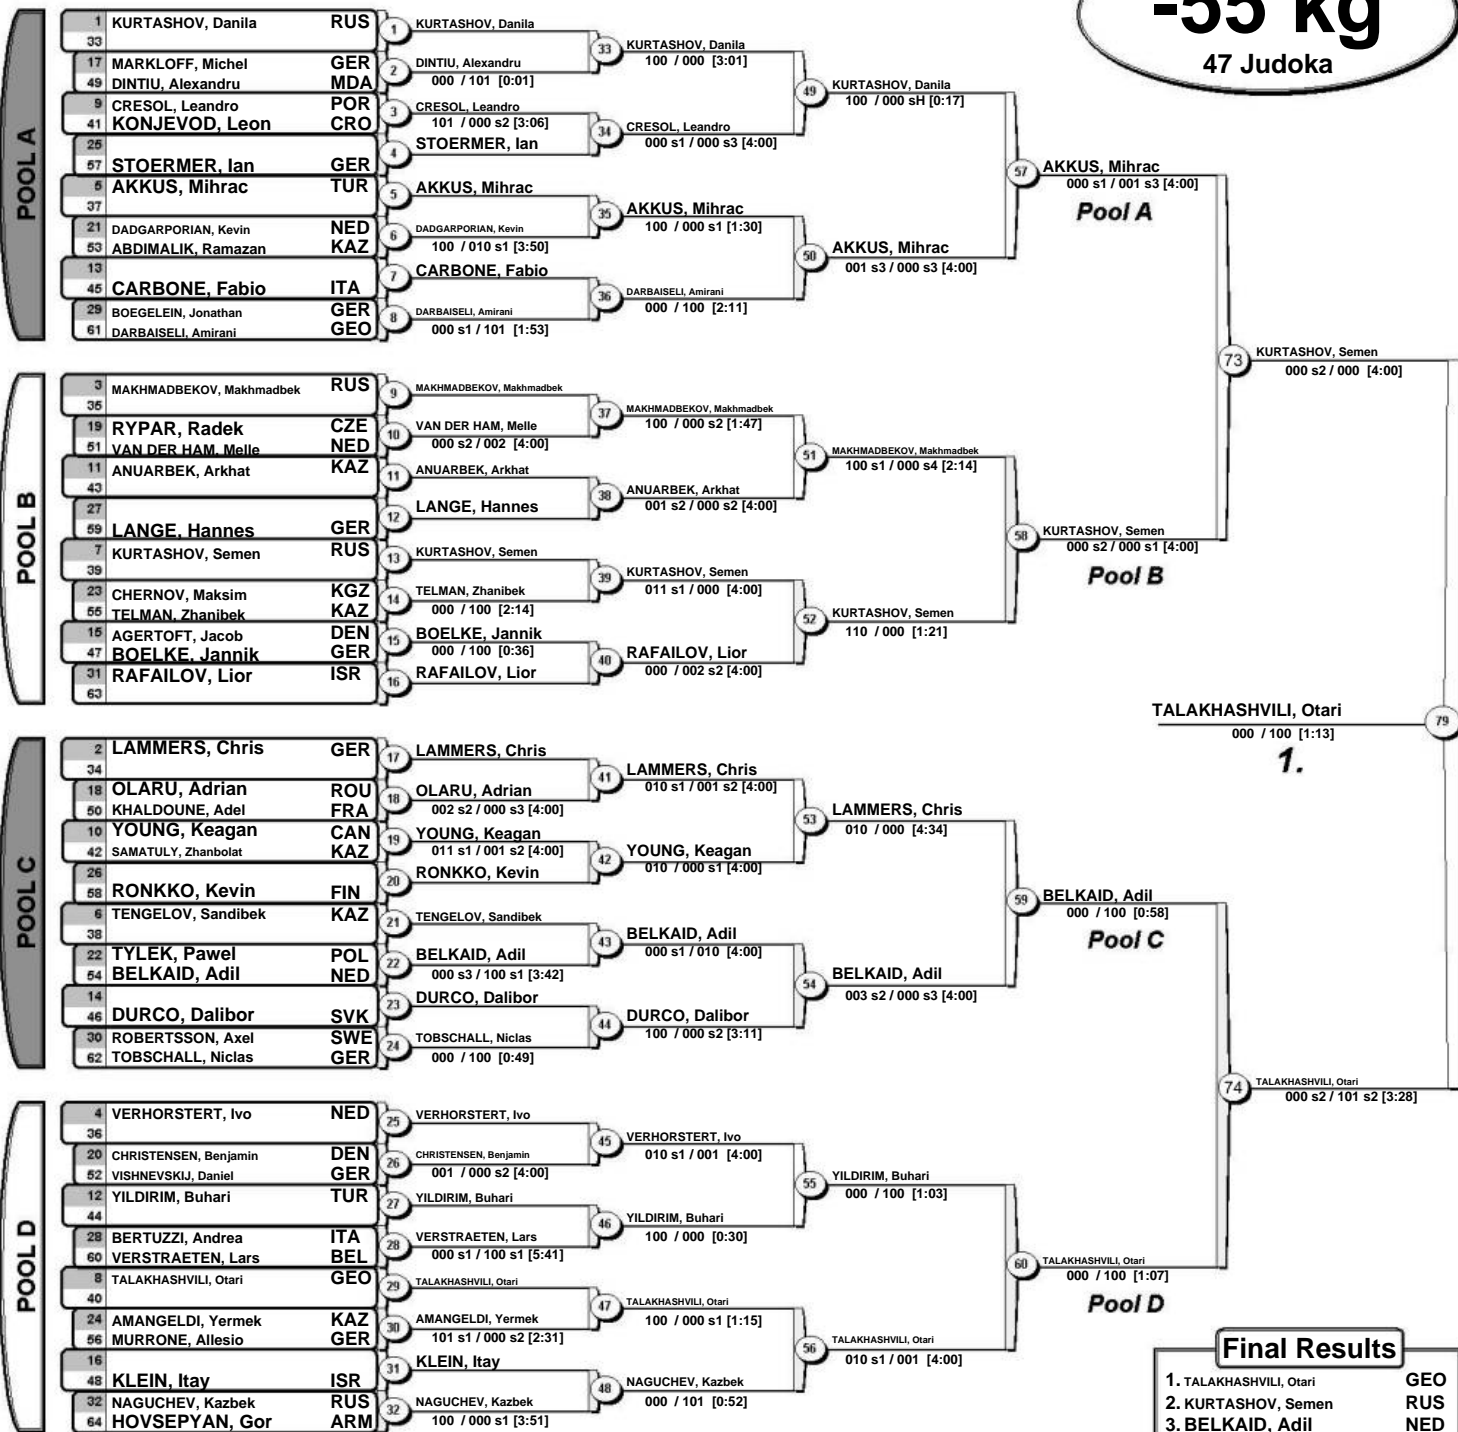 -55 kg
47 Judoka
POOL A
1 KURTASHOV, Danila RUS
33
17 MARKLOFF, Michel GER
49 DINTIU, Alexandru MDA
9 CRESOL, Leandro POR
41 KONJEVOD, Leon CRO
25
57 STOERMER, Ian GER
5 AKKUS, Mihrac TUR
37
21 DADGARPORIAN, Kevin NED
53 ABDIMALIK, Ramazan KAZ
13
45 CARBONE, Fabio ITA
29 BOEGELEIN, Jonathan GER
61 DARBAISELI, Amirani GEO
1 KURTASHOV, Danila
2 DINTIU, Alexandru
000 / 101 [0:01]
3 CRESOL, Leandro
101 / 000 s2 [3:06]
4 STOERMER, Ian
5 AKKUS, Mihrac
6 DADGARPORIAN, Kevin
100 / 010 s1 [3:50]
7 CARBONE, Fabio
8 DARBAISELI, Amirani
000 s1 / 101 [1:53]
33 KURTASHOV, Danila
100 / 000 [3:01]
34 CRESOL, Leandro
000 s1 / 000 s3 [4:00]
35 AKKUS, Mihrac
100 / 000 s1 [1:30]
36 DARBAISELI, Amirani
000 / 100 [2:11]
49 KURTASHOV, Danila
100 / 000 sH [0:17]
50 AKKUS, Mihrac
001 s3 / 000 s3 [4:00]
57 AKKUS, Mihrac
000 s1 / 001 s3 [4:00]
Pool A
POOL B
3 MAKHMADBEKOV, Makhmadbek RUS
35
19 RYPAR, Radek CZE
51 VAN DER HAM, Melle NED
11 ANUARBEK, Arkhat KAZ
43
27
59 LANGE, Hannes GER
7 KURTASHOV, Semen RUS
39
23 CHERNOV, Maksim KGZ
55 TELMAN, Zhanibek KAZ
15 AGERTOFT, Jacob DEN
47 BOELKE, Jannik GER
31 RAFAILOV, Lior ISR
63
9 MAKHMADBEKOV, Makhmadbek
10 VAN DER HAM, Melle
000 s2 / 002 [4:00]
11 ANUARBEK, Arkhat
12 LANGE, Hannes
13 KURTASHOV, Semen
14 TELMAN, Zhanibek
000 / 100 [2:14]
15 BOELKE, Jannik
000 / 100 [0:36]
16 RAFAILOV, Lior
37 MAKHMADBEKOV, Makhmadbek
100 / 000 s2 [1:47]
38 ANUARBEK, Arkhat
001 s2 / 000 s2 [4:00]
39 KURTASHOV, Semen
011 s1 / 000 [4:00]
40 RAFAILOV, Lior
000 / 002 s2 [4:00]
51 MAKHMADBEKOV, Makhmadbek
100 s1 / 000 s4 [2:14]
52 KURTASHOV, Semen
110 / 000 [1:21]
58 KURTASHOV, Semen
000 s2 / 000 s1 [4:00]
Pool B
73 KURTASHOV, Semen
000 s2 / 000 [4:00]
TALAKHASHVILI, Otari 79
000 / 100 [1:13]
1.
POOL C
2 LAMMERS, Chris GER
34
18 OLARU, Adrian ROU
50 KHALDOUNE, Adel FRA
10 YOUNG, Keagan CAN
42 SAMATULY, Zhanbolat KAZ
26
58 RONKKO, Kevin FIN
6 TENGELOV, Sandibek KAZ
38
22 TYLEK, Pawel POL
54 BELKAID, Adil NED
14
46 DURCO, Dalibor SVK
30 ROBERTSSON, Axel SWE
62 TOBSCHALL, Niclas GER
17 LAMMERS, Chris
18 OLARU, Adrian
002 s2 / 000 s3 [4:00]
19 YOUNG, Keagan
011 s1 / 001 s2 [4:00]
20 RONKKO, Kevin
21 TENGELOV, Sandibek
22 BELKAID, Adil
000 s3 / 100 s1 [3:42]
23 DURCO, Dalibor
24 TOBSCHALL, Niclas
000 / 100 [0:49]
41 LAMMERS, Chris
010 s1 / 001 s2 [4:00]
42 YOUNG, Keagan
010 / 000 s1 [4:00]
43 BELKAID, Adil
000 s1 / 010 [4:00]
44 DURCO, Dalibor
100 / 000 s2 [3:11]
53 LAMMERS, Chris
010 / 000 [4:34]
54 BELKAID, Adil
003 s2 / 000 s3 [4:00]
59 BELKAID, Adil
000 / 100 [0:58]
Pool C
POOL D
4 VERHORSTERT, Ivo NED
36
20 CHRISTENSEN, Benjamin DEN
52 VISHNEVSKIJ, Daniel GER
12 YILDIRIM, Buhari TUR
44
28 BERTUZZI, Andrea ITA
60 VERSTRAETEN, Lars BEL
8 TALAKHASHVILI, Otari GEO
40
24 AMANGELDI, Yermek KAZ
56 MURRONE, Allesio GER
16
48 KLEIN, Itay ISR
32 NAGUCHEV, Kazbek RUS
64 HOVSEPYAN, Gor ARM
25 VERHORSTERT, Ivo
26 CHRISTENSEN, Benjamin
001 / 000 s2 [4:00]
27 YILDIRIM, Buhari
28 VERSTRAETEN, Lars
000 s1 / 100 s1 [5:41]
29 TALAKHASHVILI, Otari
30 AMANGELDI, Yermek
101 s1 / 000 s2 [2:31]
31 KLEIN, Itay
32 NAGUCHEV, Kazbek
100 / 000 s1 [3:51]
45 VERHORSTERT, Ivo
010 s1 / 001 [4:00]
46 YILDIRIM, Buhari
100 / 000 [0:30]
47 TALAKHASHVILI, Otari
100 / 000 s1 [1:15]
48 NAGUCHEV, Kazbek
000 / 101 [0:52]
55 YILDIRIM, Buhari
000 / 100 [1:03]
56 TALAKHASHVILI, Otari
010 s1 / 001 [4:00]
60 TALAKHASHVILI, Otari
000 / 100 [1:07]
Pool D
74 TALAKHASHVILI, Otari
000 s2 / 101 s2 [3:28]
Final Results
1. TALAKHASHVILI, Otari GEO
2. KURTASHOV, Semen RUS
3. BELKAID, Adil NED